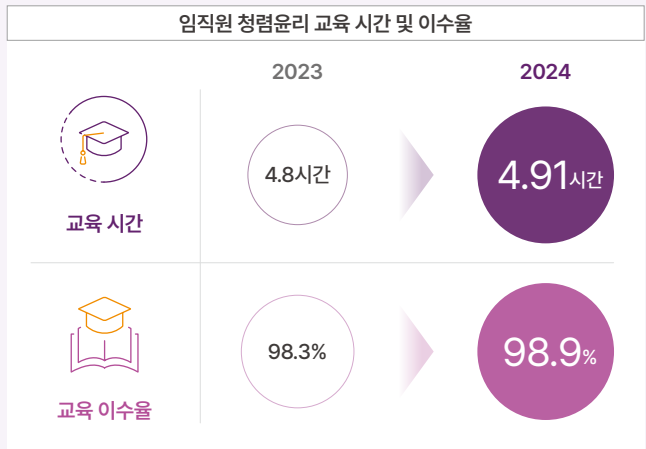 임직원 청렴윤리 교육 시간 및 이수율
2023
2024
교육 시간
4.8시간
4.91시간
교육 이수율
98.3%
98.9%